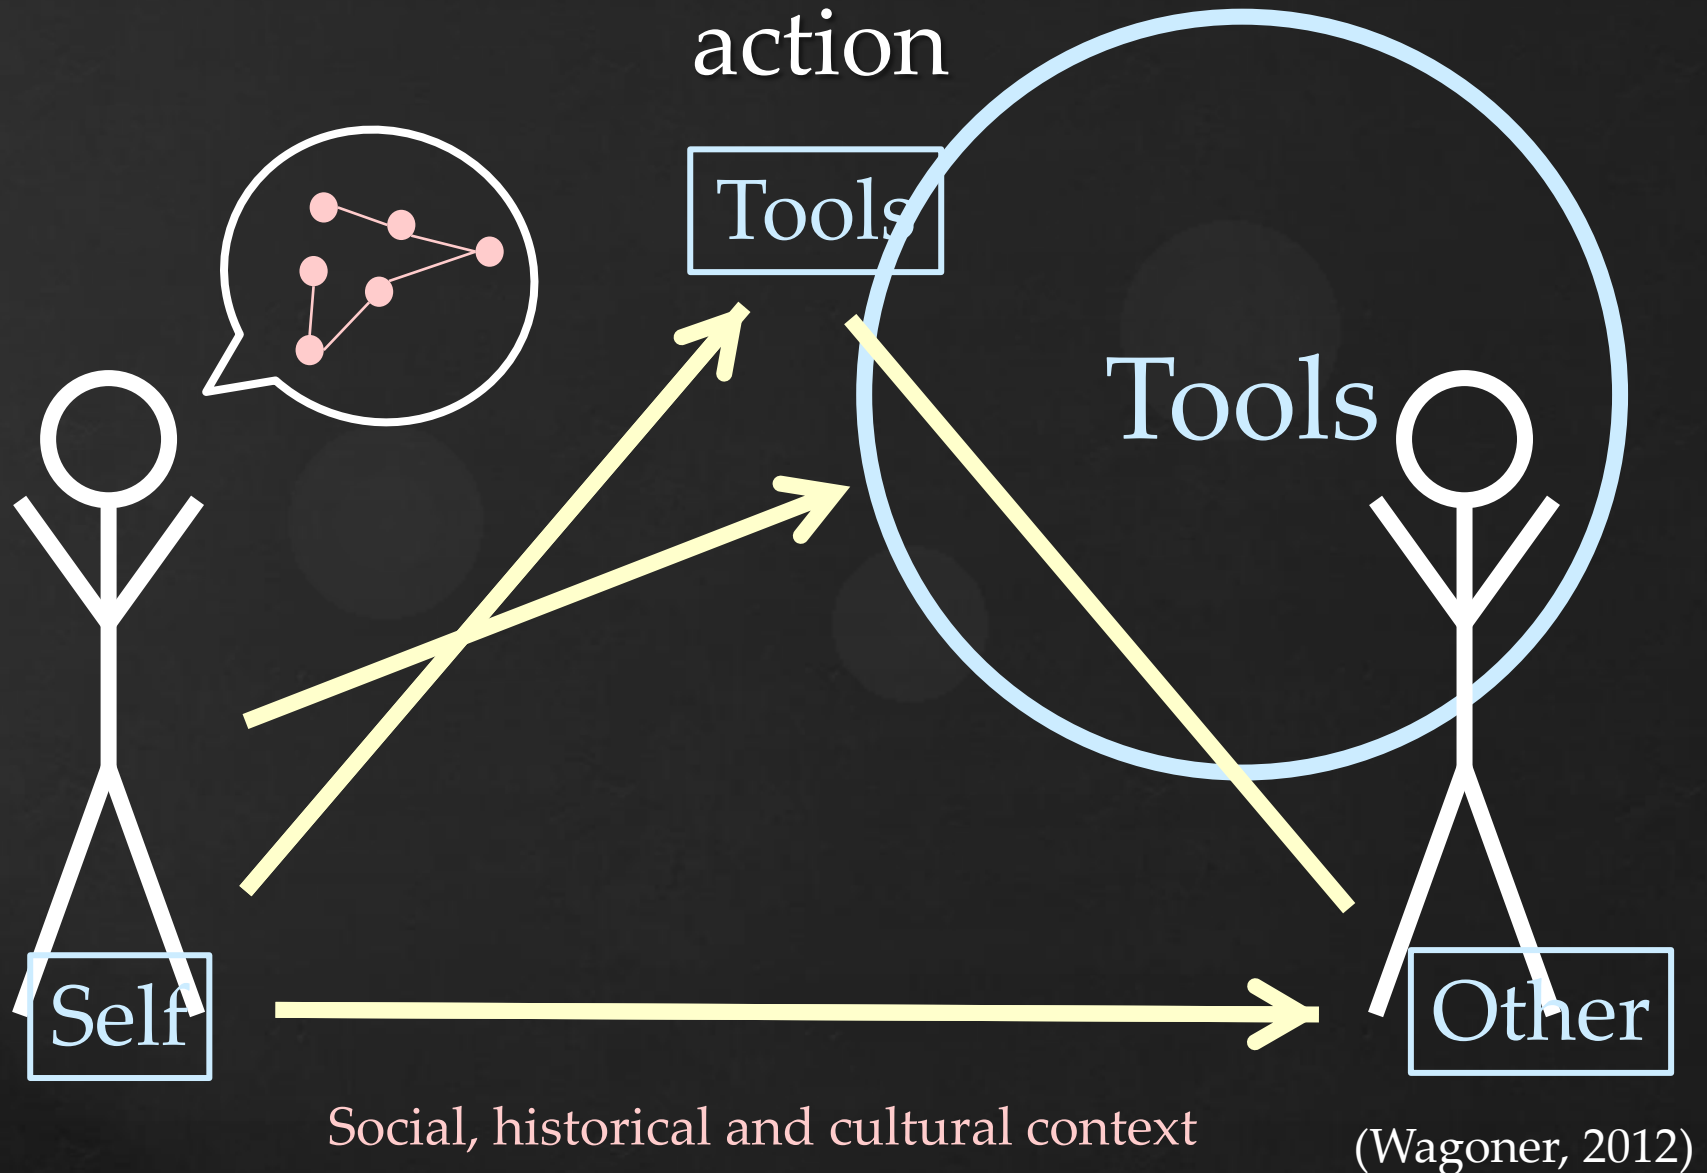 action
Tools
Tools
Self
Other
Social, historical and cultural context
(Wagoner, 2012)